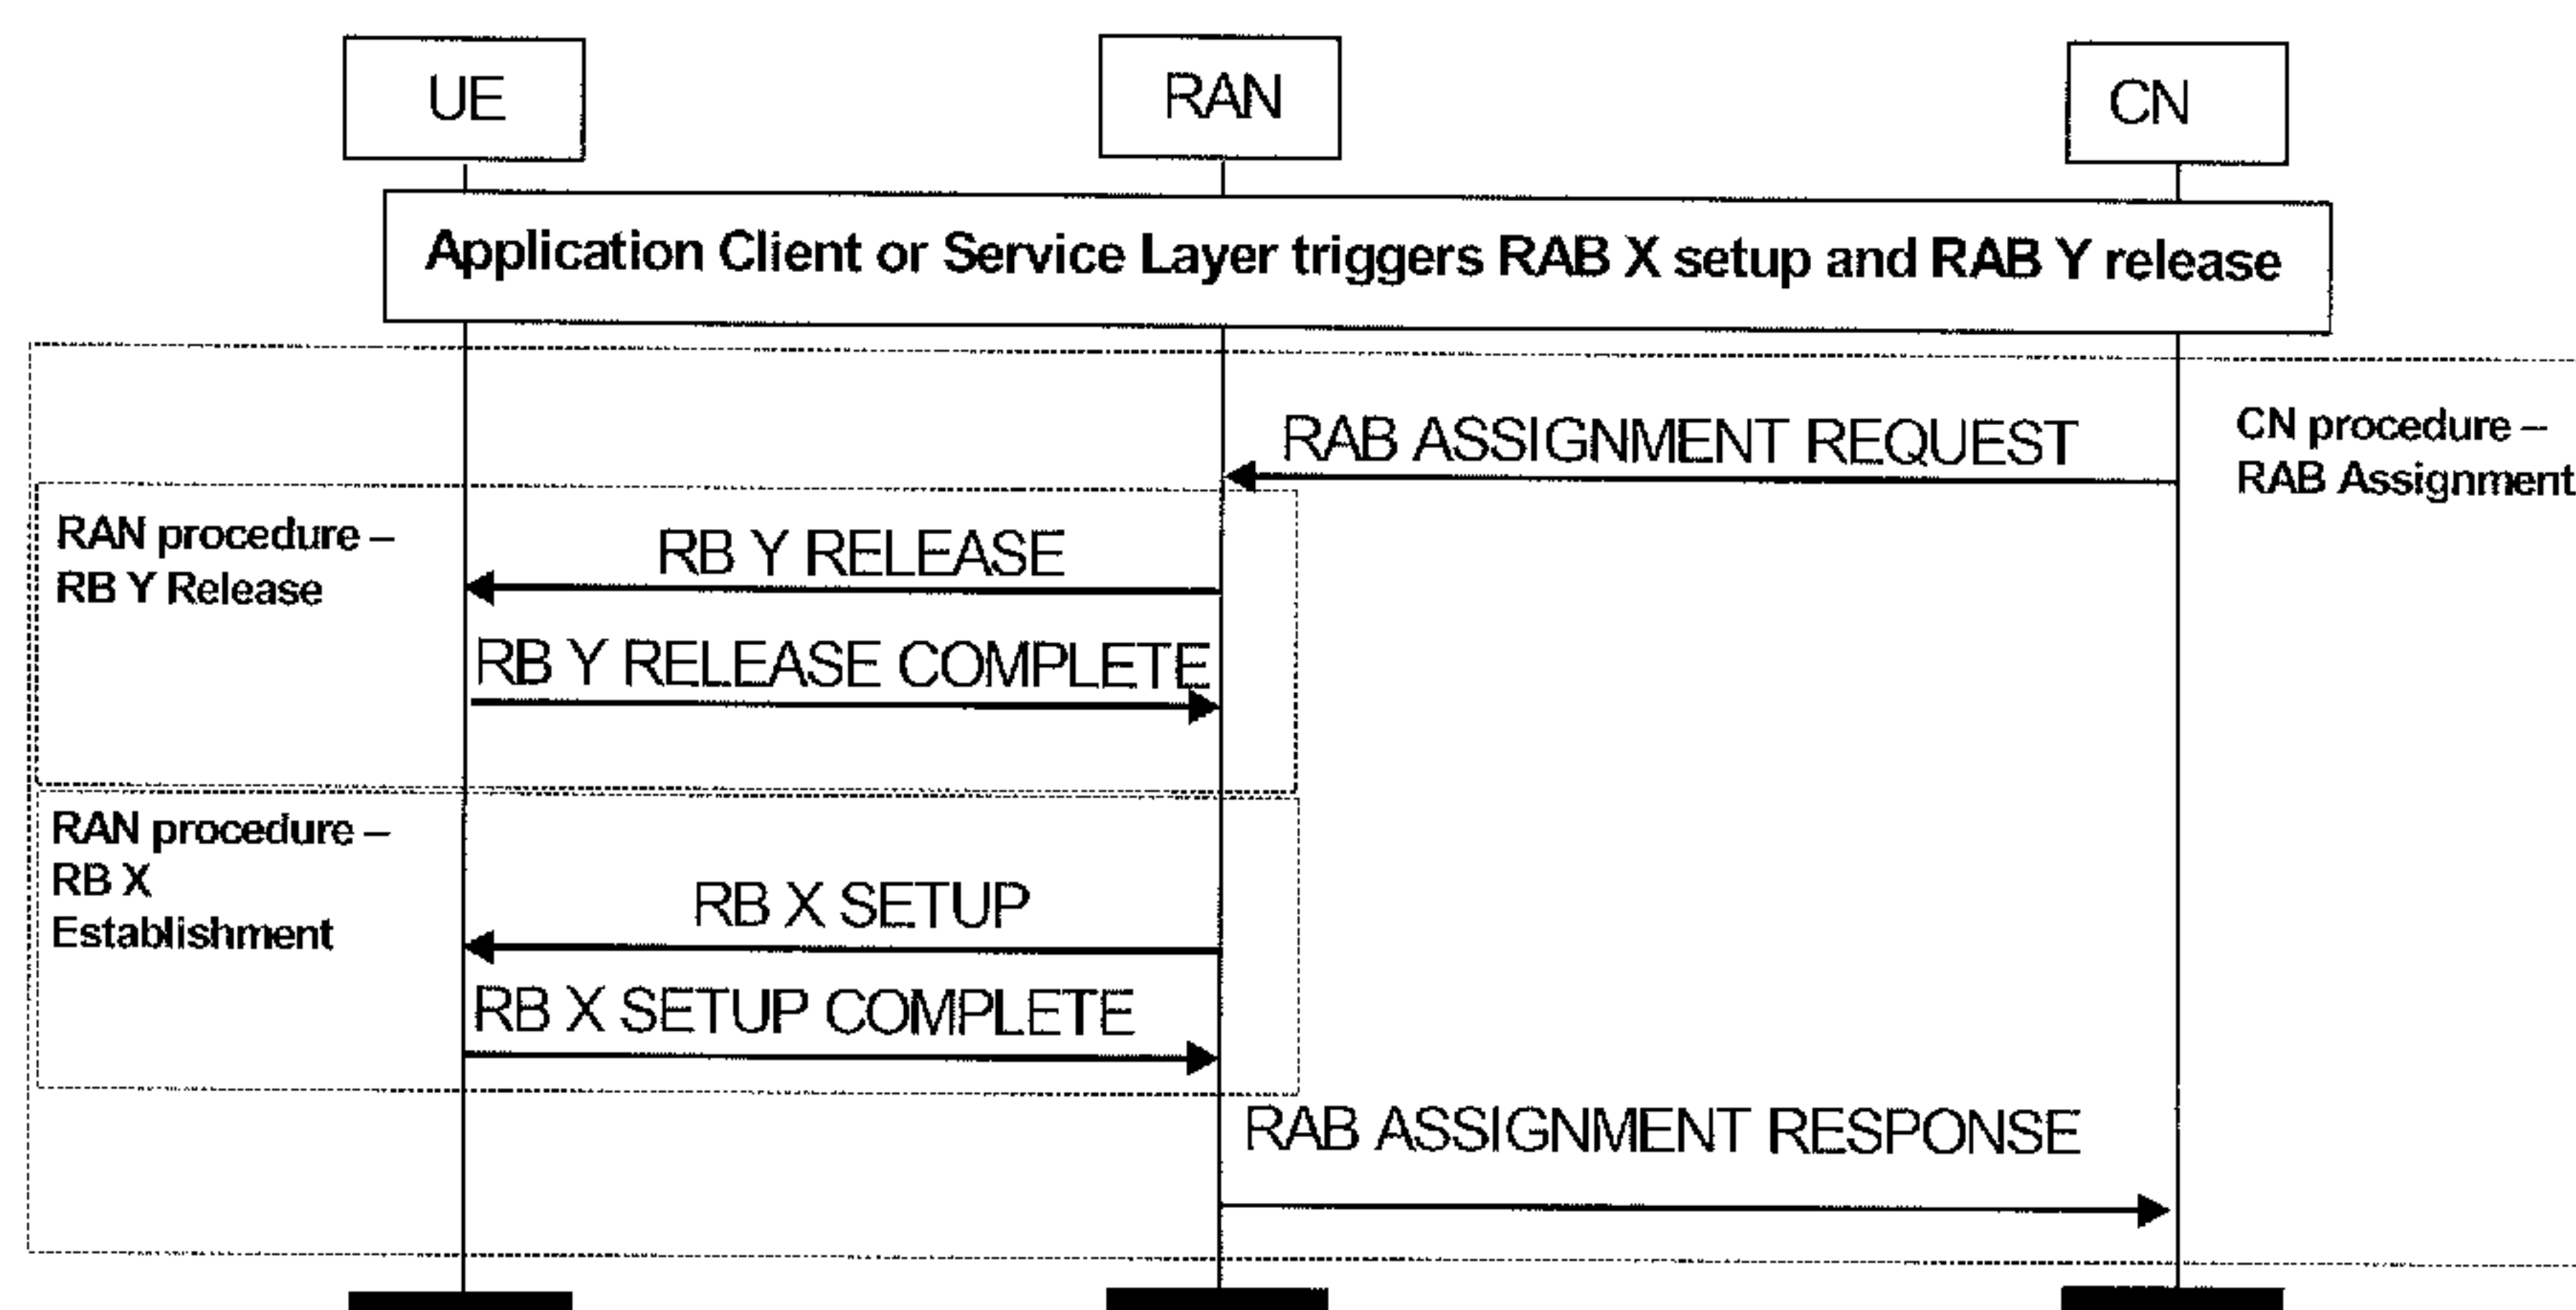 UE
RAN
CN
Application Client or Service Layer triggers RAB X setup and RAB Y release
RAB ASSIGNMENT REQUEST
CN procedure –
RAB Assignment
RAN procedure –
RB Y Release
RB Y RELEASE
RB Y RELEASE COMPLETE
RAN procedure –
RB X
Establishment
RB X SETUP
RB X SETUP COMPLETE
RAB ASSIGNMENT RESPONSE